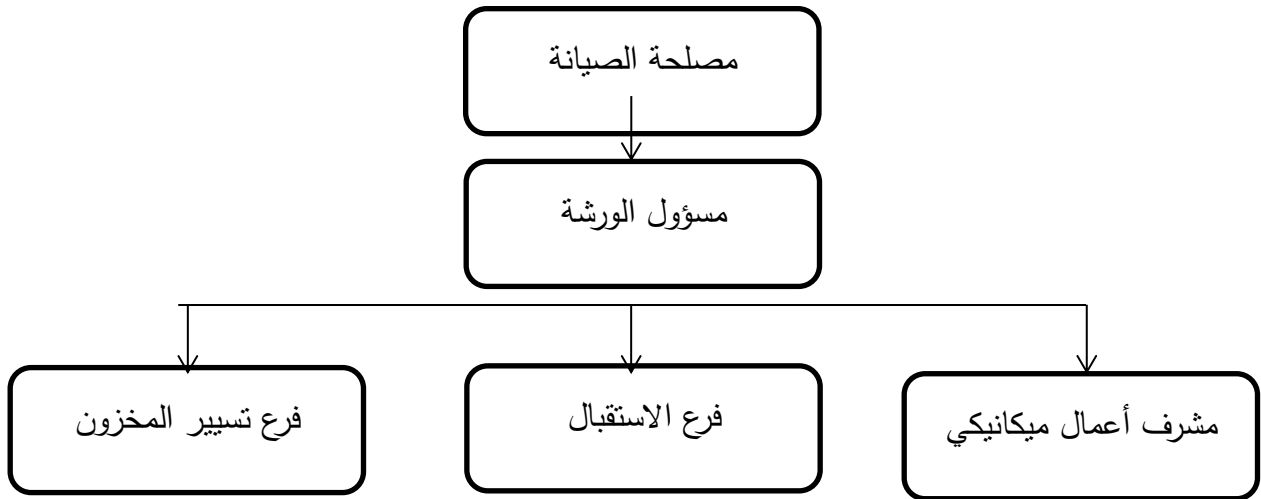 مصلحة الصيانة
مسؤول الورشة
مشرف أعمال ميكانيكي
فرع الاستقبال
فرع تسيير المخزون